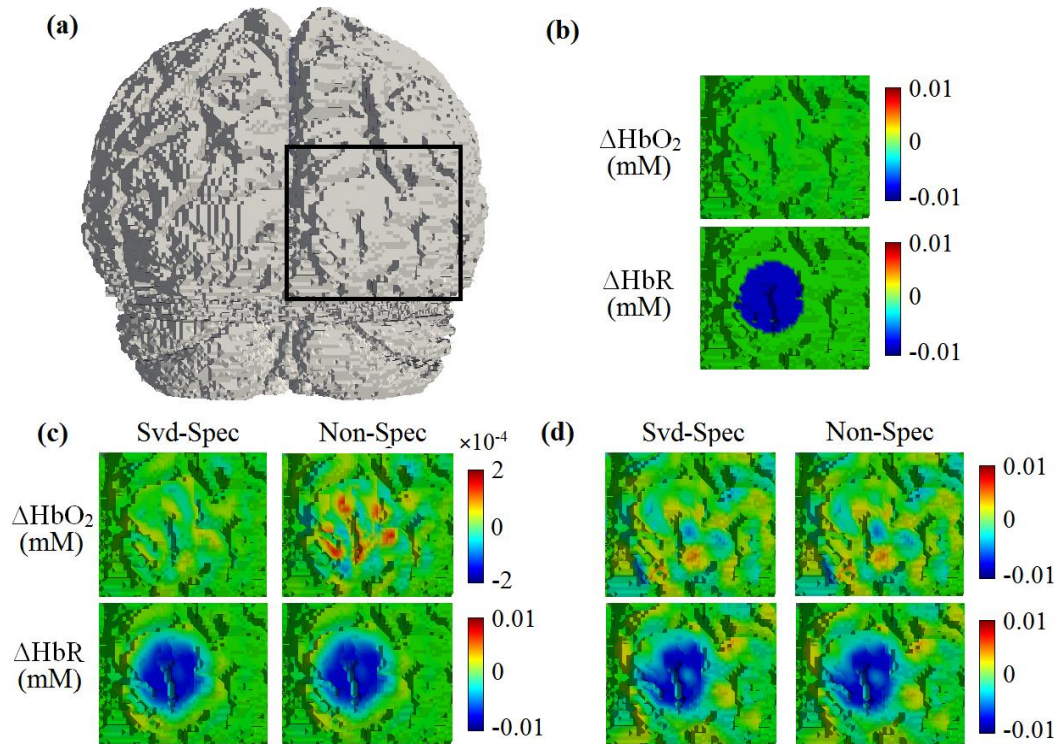 (a)
(b)
ΔHbO₂
(mM)
0.01
0
-0.01
ΔHbR
(mM)
0.01
0
-0.01
(c)
Svd-Spec
Non-Spec
×10⁻⁴
ΔHbO₂
(mM)
2
0
-2
ΔHbR
(mM)
0.01
0
-0.01
(d)
Svd-Spec
Non-Spec
0.01
0
-0.01
0.01
0
-0.01